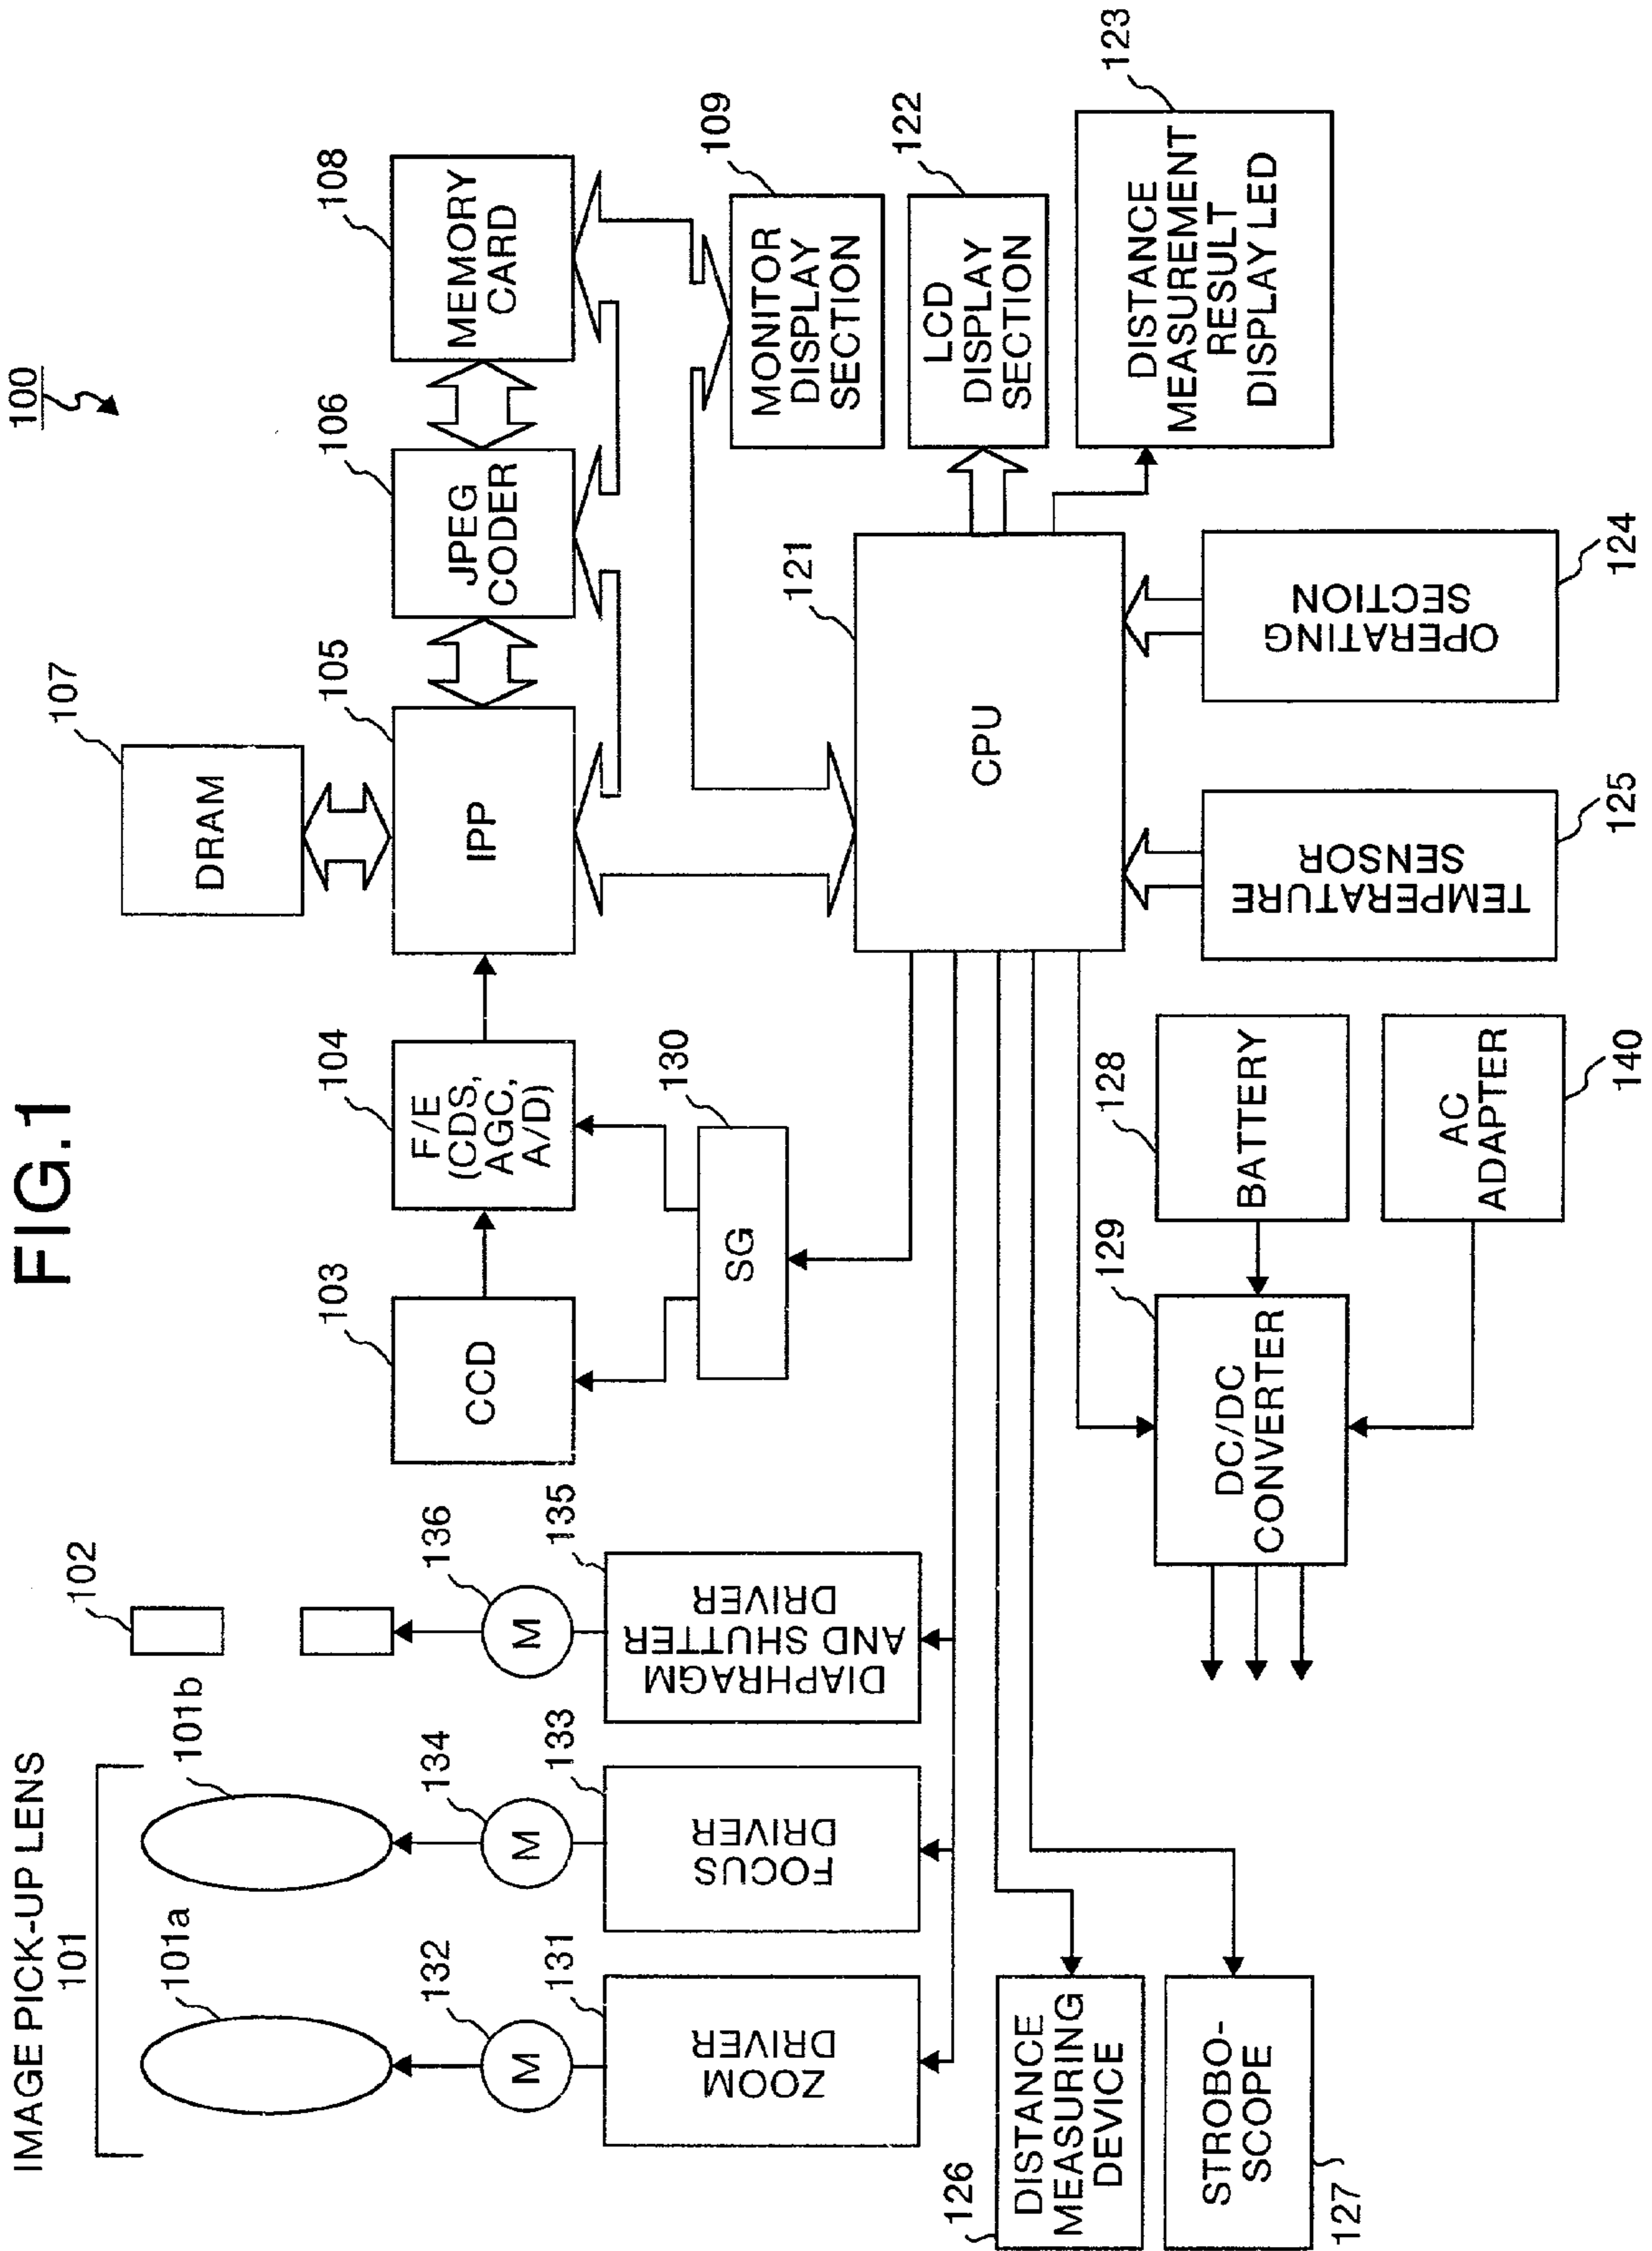 FIG.1
100
IMAGE PICK-UP LENS
101
101a
101b
102
107
DRAM
103
CCD
104
F/E
(CDS,
AGC,
A/D)
105
IPP
106
JPEG
CODER
108
MEMORY
CARD
132
M
134
M
136
M
130
SG
109
MONITOR
DISPLAY
SECTION
131
ZOOM
DRIVER
133
FOCUS
DRIVER
135
DIAPHRAGM
AND SHUTTER
DRIVER
121
CPU
122
LCD
DISPLAY
SECTION
123
DISTANCE
MEASUREMENT
RESULT
DISPLAY LED
126
DISTANCE
MEASURING
DEVICE
127
STROBO-
SCOPE
129
DC/DC
CONVERTER
128
BATTERY
AC
ADAPTER
140
TEMPERATURE
SENSOR
125
OPERATING
SECTION
124